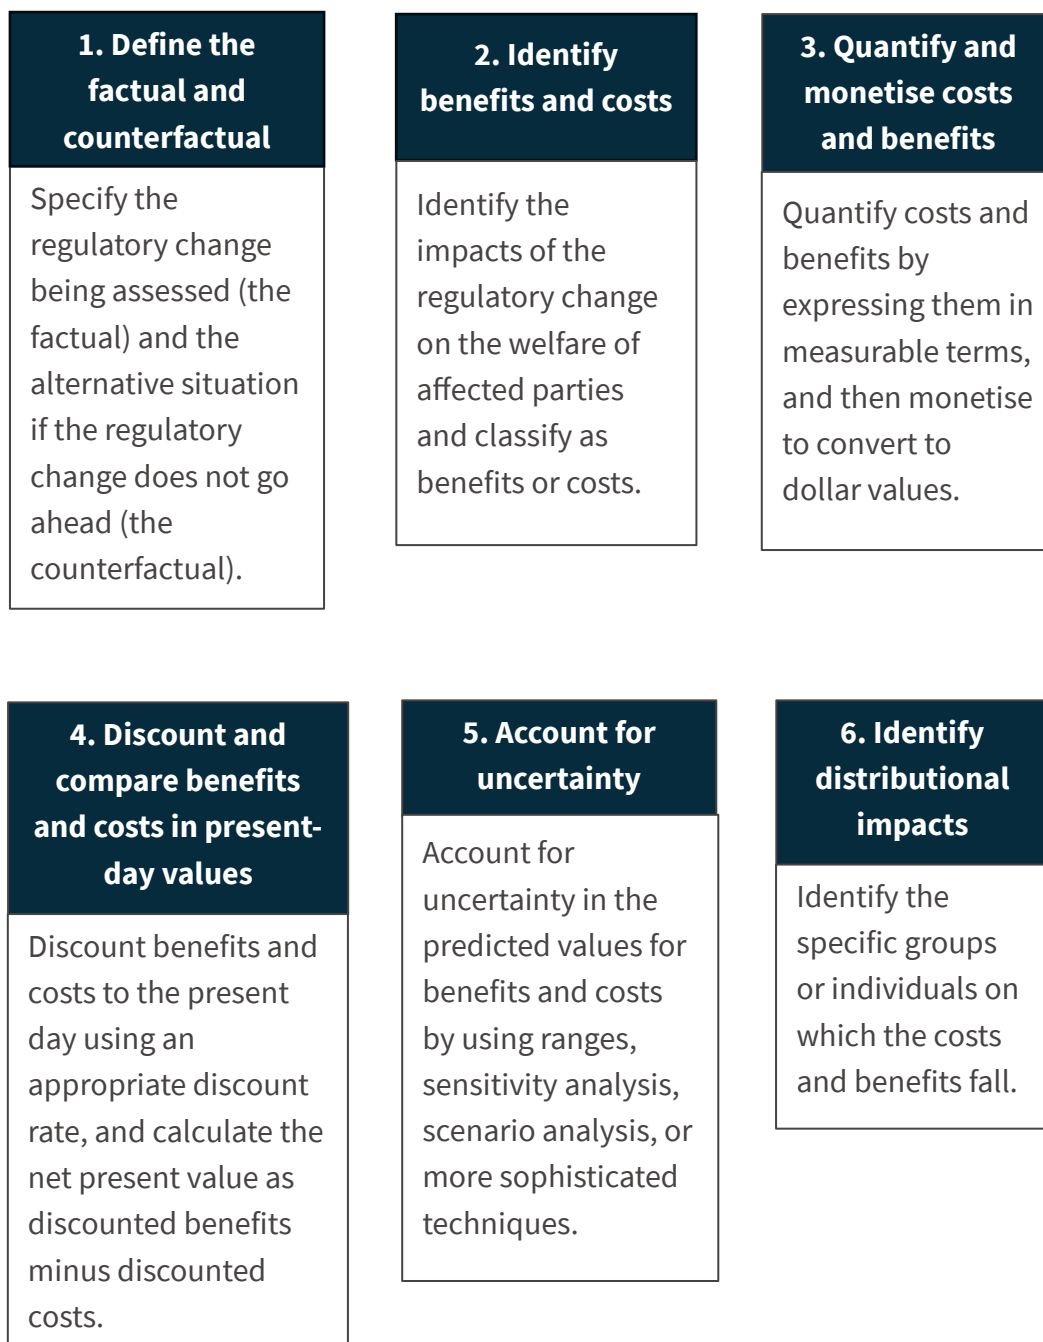 1. Define the
factual and
counterfactual
Specify the
regulatory change
being assessed (the
factual) and the
alternative situation
if the regulatory
change does not go
ahead (the
counterfactual).
2. Identify
benefits and costs
Identify the
impacts of the
regulatory change
on the welfare of
affected parties
and classify as
benefits or costs.
3. Quantify and
monetise costs
and benefits
Quantify costs and
benefits by
expressing them in
measurable terms,
and then monetise
to convert to
dollar values.
4. Discount and
compare benefits
and costs in present-
day values
Discount benefits and
costs to the present
day using an
appropriate discount
rate, and calculate the
net present value as
discounted benefits
minus discounted
costs.
5. Account for
uncertainty
Account for
uncertainty in the
predicted values for
benefits and costs
by using ranges,
sensitivity analysis,
scenario analysis, or
more sophisticated
techniques.
6. Identify
distributional
impacts
Identify the
specific groups
or individuals on
which the costs
and benefits fall.